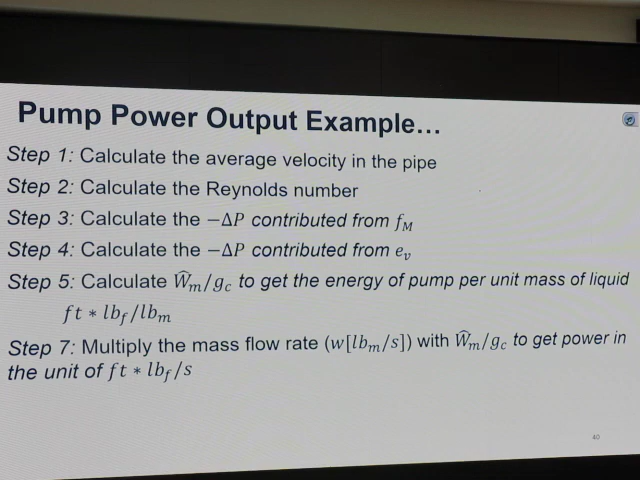 Pump Power Output Example…
Step 1: Calculate the average velocity in the pipe
Step 2: Calculate the Reynolds number
Step 3: Calculate the −ΔP contributed from f_M
Step 4: Calculate the −ΔP contributed from e_v
Step 5: Calculate Ŵ_m/g_c to get the energy of pump per unit mass of liquid
ft * lb_f/lb_m
Step 7: Multiply the mass flow rate (w[lb_m/s]) with Ŵ_m/g_c to get power in
the unit of ft * lb_f/s
40